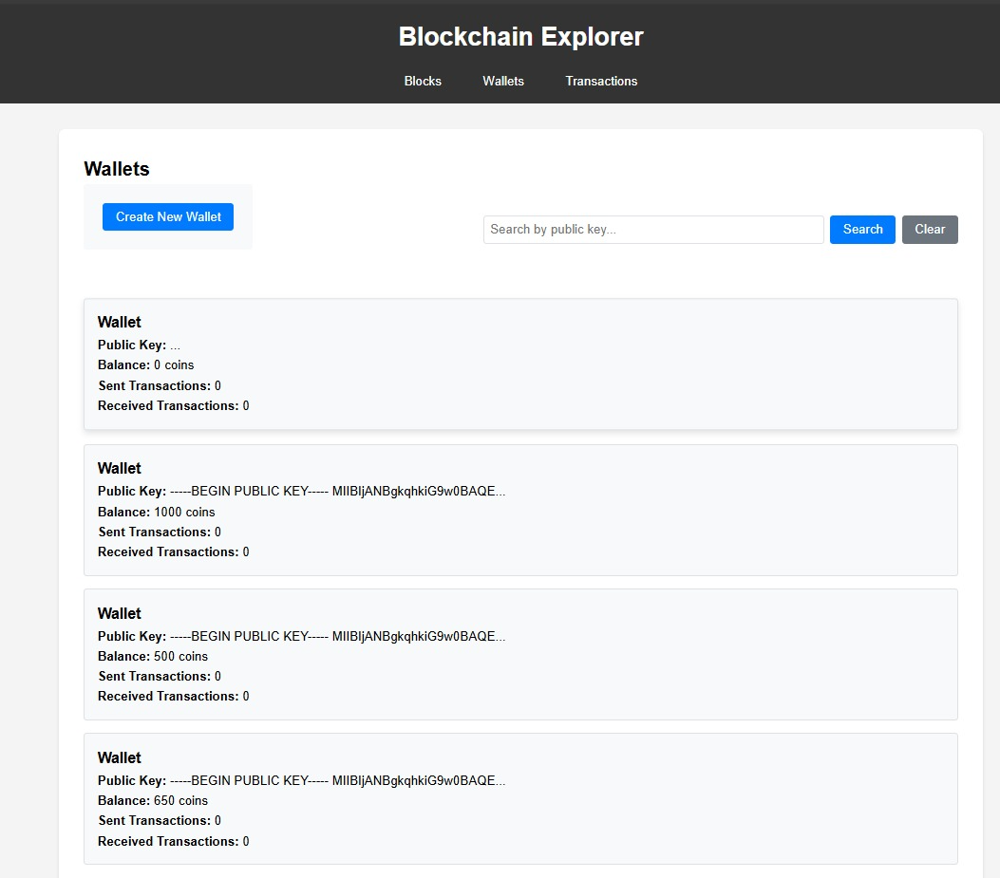 Blockchain Explorer
Blocks Wallets Transactions
Wallets
Create New Wallet
Search by public key... Search Clear
Wallet
Public Key: ...
Balance: 0 coins
Sent Transactions: 0
Received Transactions: 0
Wallet
Public Key: -----BEGIN PUBLIC KEY----- MIIBIjANBgkqhkiG9w0BAQE...
Balance: 1000 coins
Sent Transactions: 0
Received Transactions: 0
Wallet
Public Key: -----BEGIN PUBLIC KEY----- MIIBIjANBgkqhkiG9w0BAQE...
Balance: 500 coins
Sent Transactions: 0
Received Transactions: 0
Wallet
Public Key: -----BEGIN PUBLIC KEY----- MIIBIjANBgkqhkiG9w0BAQE...
Balance: 650 coins
Sent Transactions: 0
Received Transactions: 0